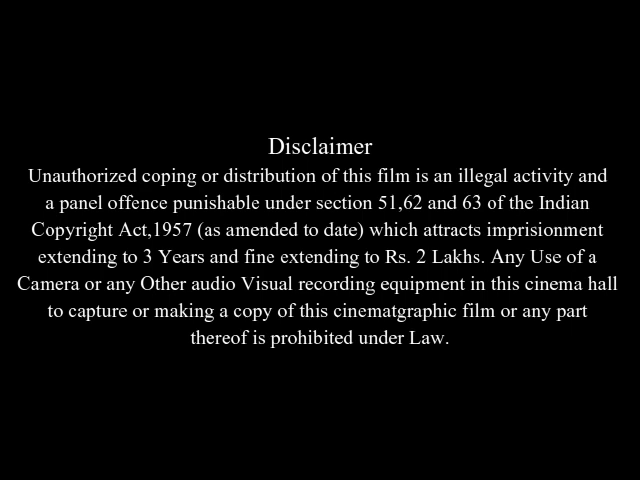 Disclaimer
Unauthorized coping or distribution of this film is an illegal activity and
a panel offence punishable under section 51,62 and 63 of the Indian
Copyright Act,1957 (as amended to date) which attracts imprisionment
extending to 3 Years and fine extending to Rs. 2 Lakhs. Any Use of a
Camera or any Other audio Visual recording equipment in this cinema hall
to capture or making a copy of this cinematgraphic film or any part
thereof is prohibited under Law.